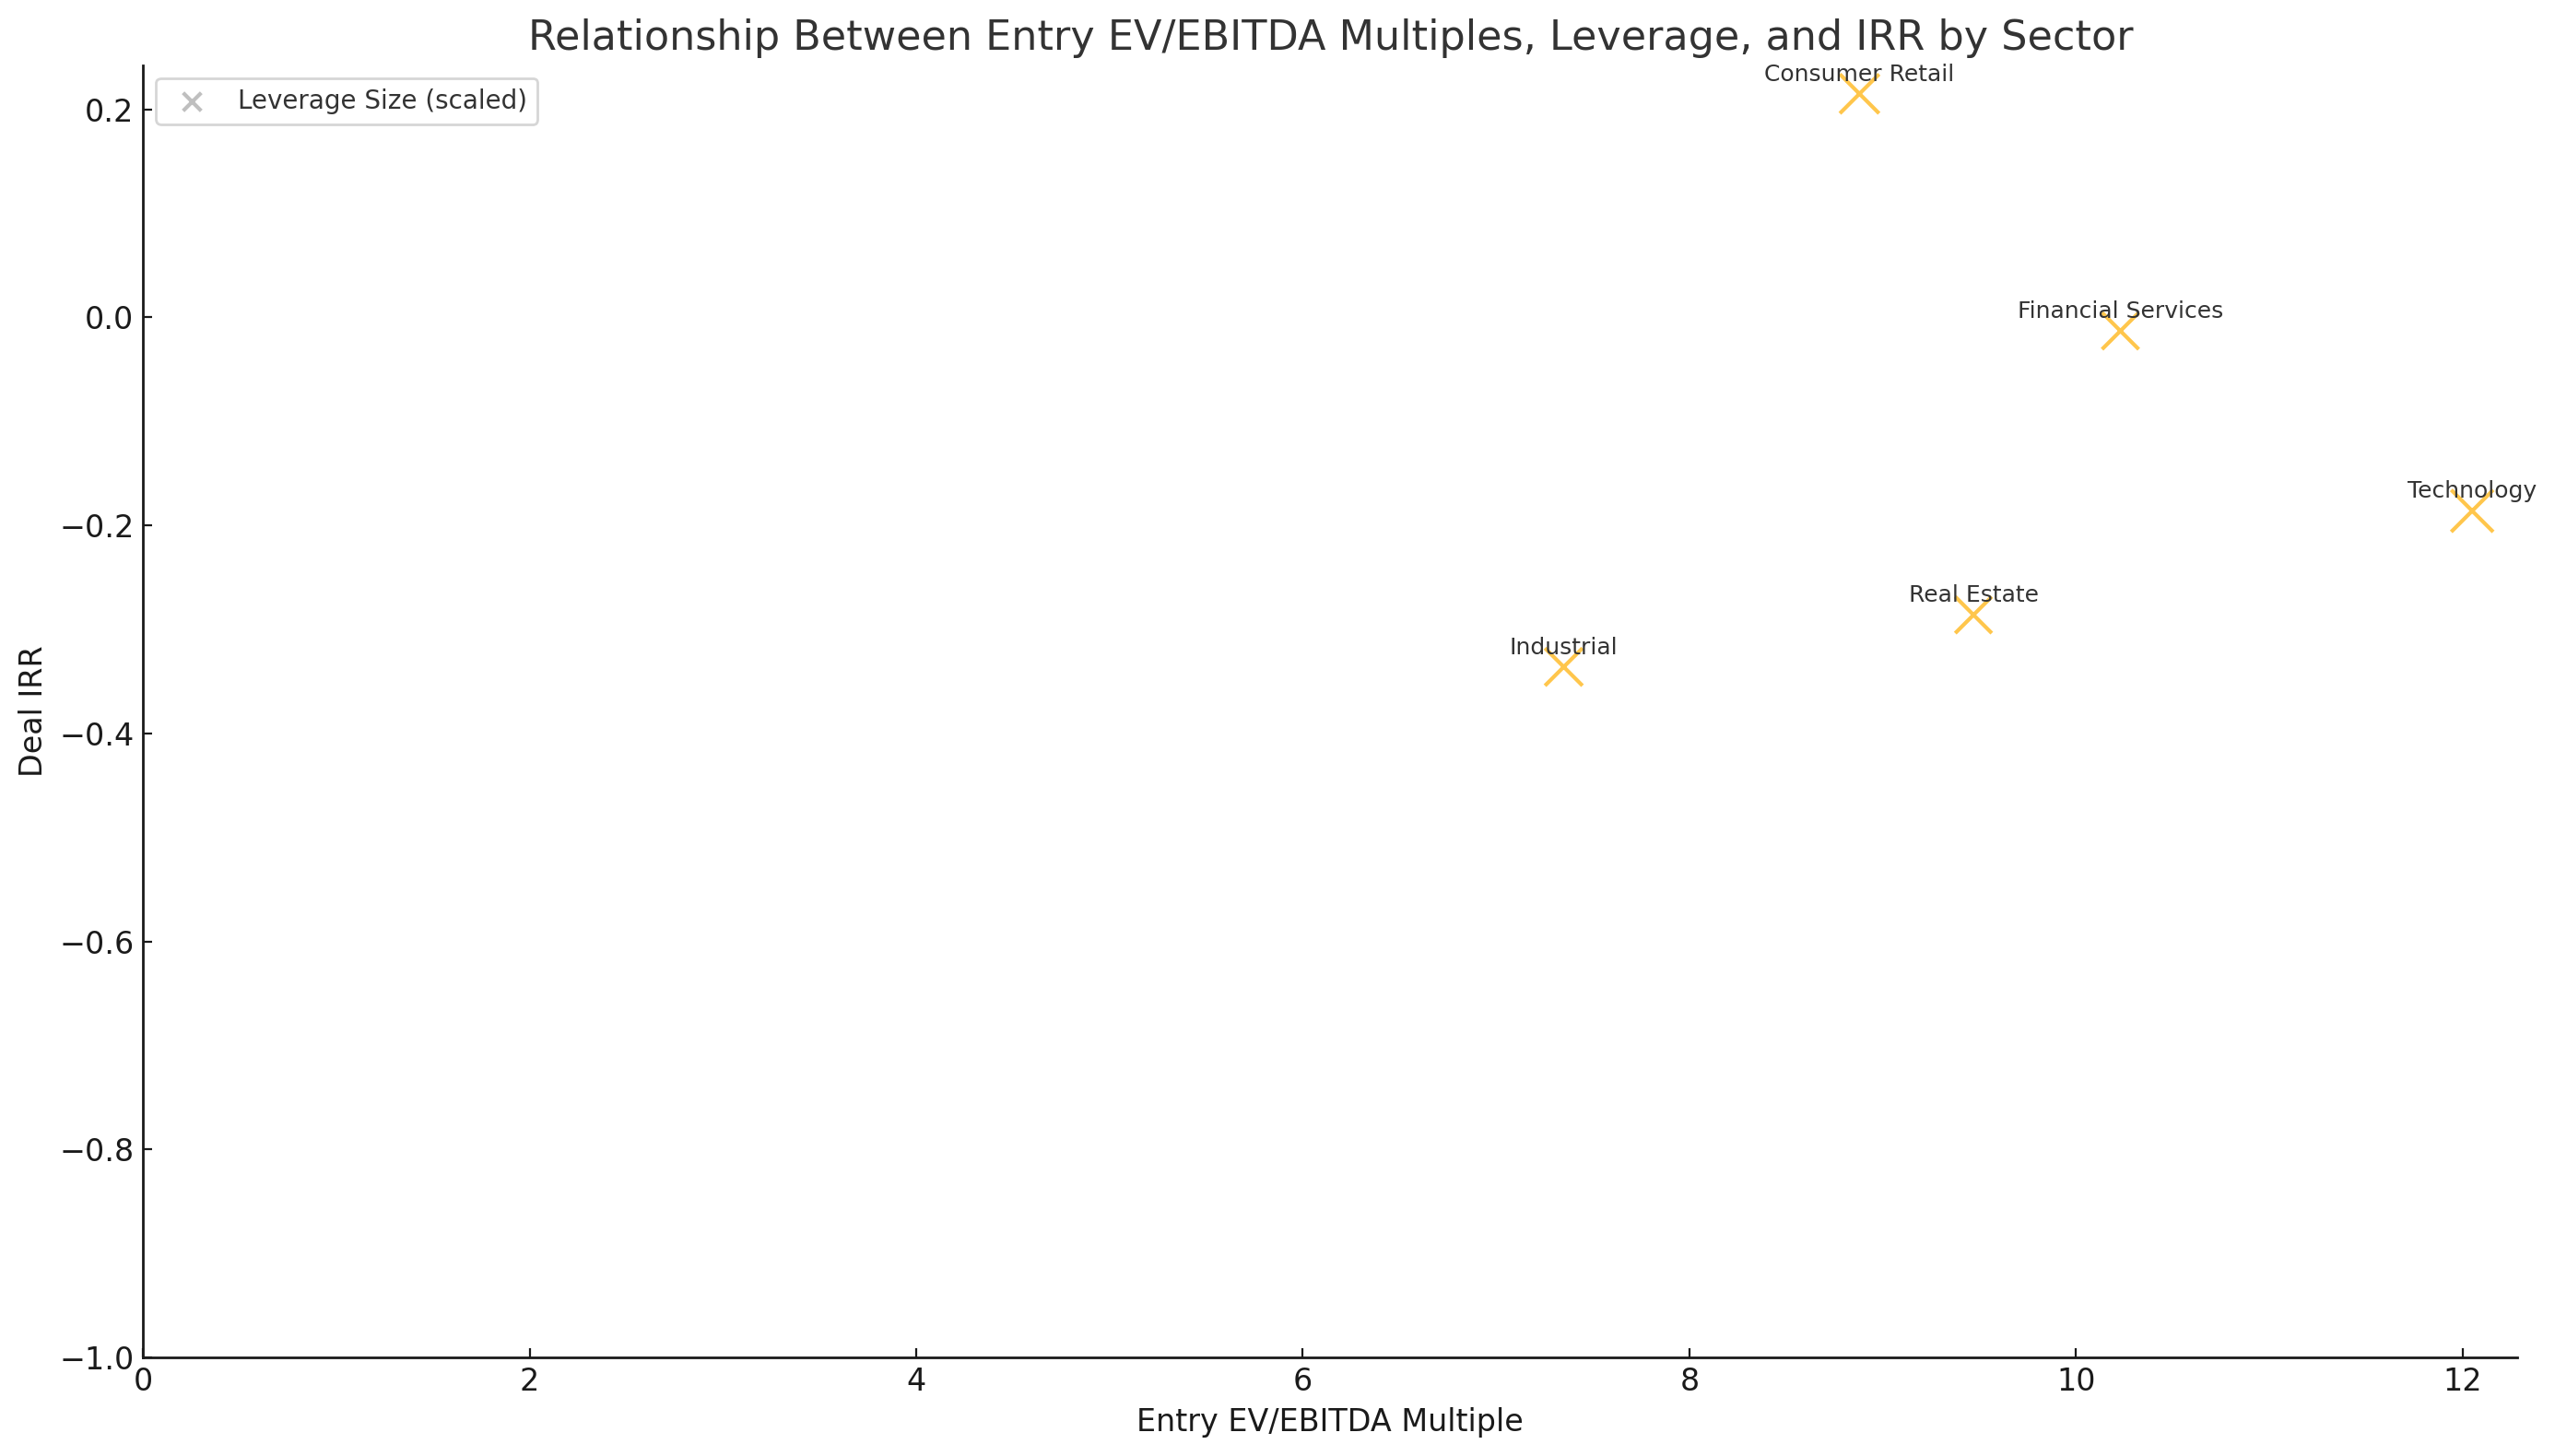 Relationship Between Entry EV/EBITDA Multiples, Leverage, and IRR by Sector
Leverage Size (scaled)
Consumer Retail
Financial Services
Technology
Real Estate
Industrial
Deal IRR
0.2
0.0
−0.2
−0.4
−0.6
−0.8
−1.0
0 2 4 6 8 10 12
Entry EV/EBITDA Multiple